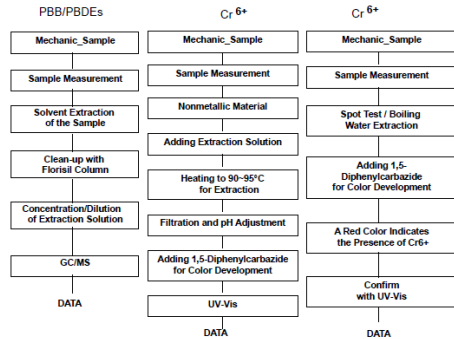 PBB/PBDEs
Mechanic_Sample
Sample Measurement
Solvent Extraction
of the Sample
Clean-up with
Florisil Column
Concentration/Dilution
of Extraction Solution
GC/MS
DATA
Cr 6+
Mechanic_Sample
Sample Measurement
Nonmetallic Material
Adding Extraction Solution
Heating to 90~95°C
for Extraction
Filtration and pH Adjustment
Adding 1,5-Diphenylcarbazide
for Color Development
UV-Vis
DATA
Cr 6+
Mechanic_Sample
Sample Measurement
Spot Test / Boiling
Water Extraction
Adding 1,5-
Diphenylcarbazide
for Color Development
A Red Color Indicates
the Presence of Cr6+
Confirm
with UV-Vis
DATA